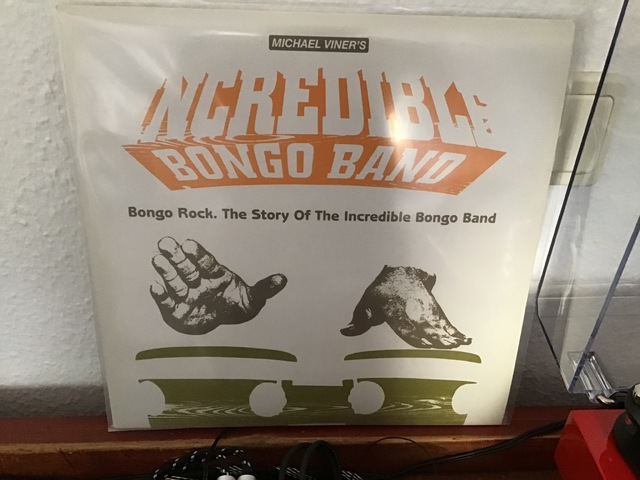 MICHAEL VINER'S
INCREDIBLE
BONGO BAND
Bongo Rock. The Story Of The Incredible Bongo Band